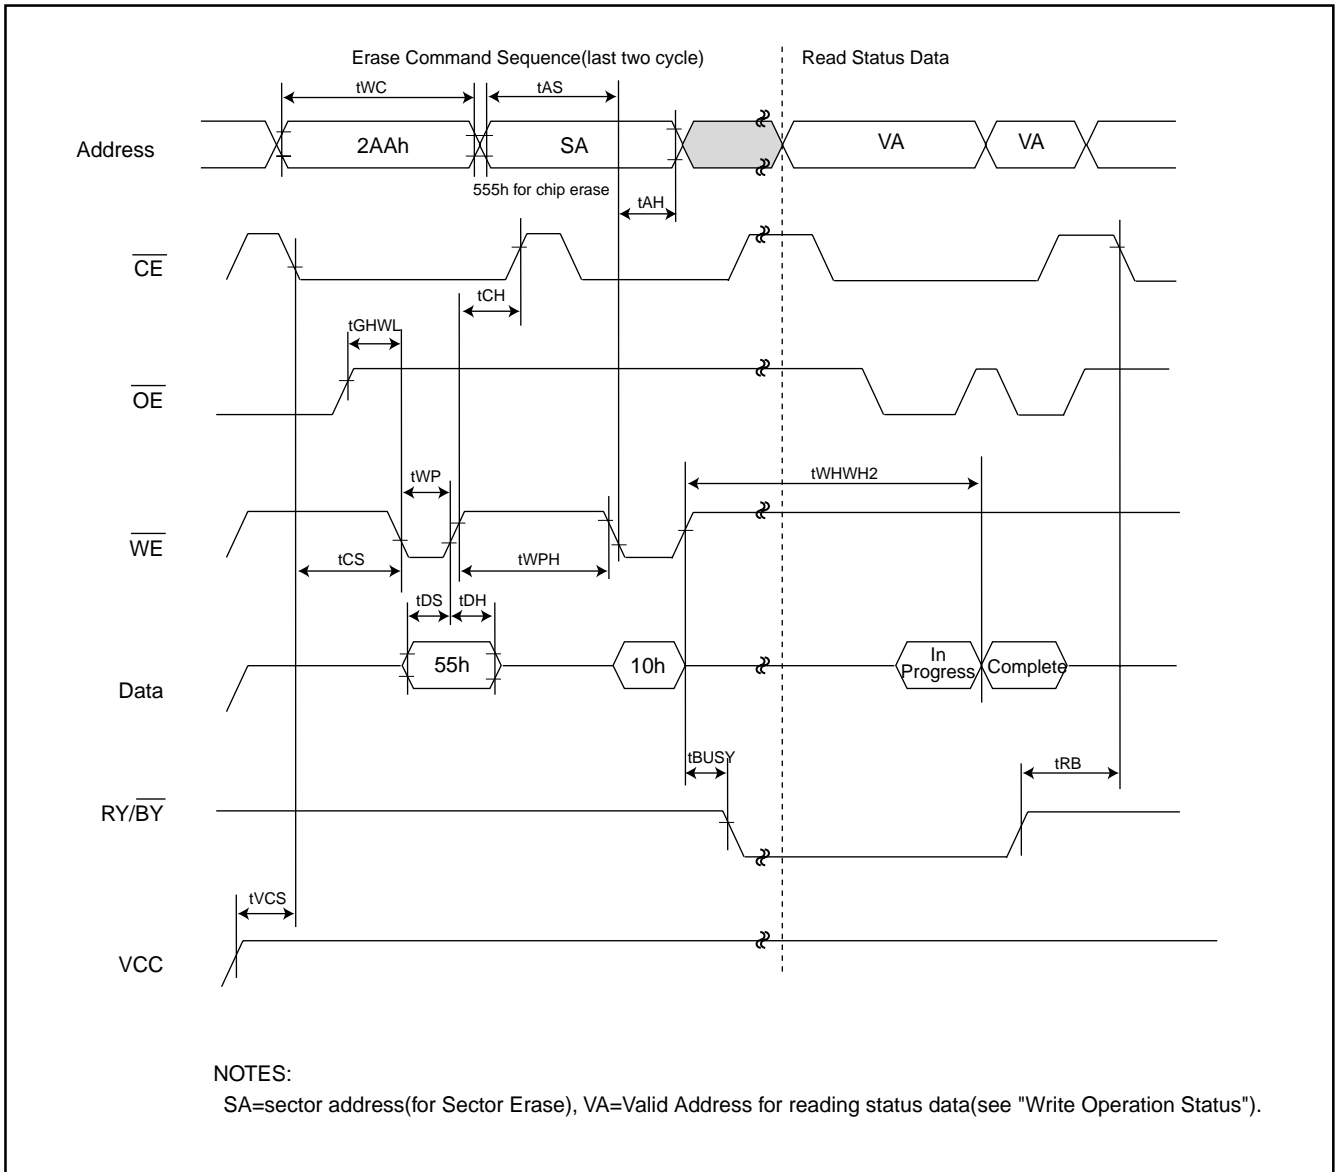 Erase Command Sequence(last two cycle)
Read Status Data
tWC
tAS
Address
2AAh
SA
VA
VA
555h for chip erase
tAH
CE
tCH
tGHWL
OE
tWP
tWHWH2
WE
tCS
tWPH
tDS
tDH
55h
10h
In
Progress
Complete
Data
tBUSY
tRB
RY/BY
tVCS
VCC
NOTES:
SA=sector address(for Sector Erase), VA=Valid Address for reading status data(see "Write Operation Status").